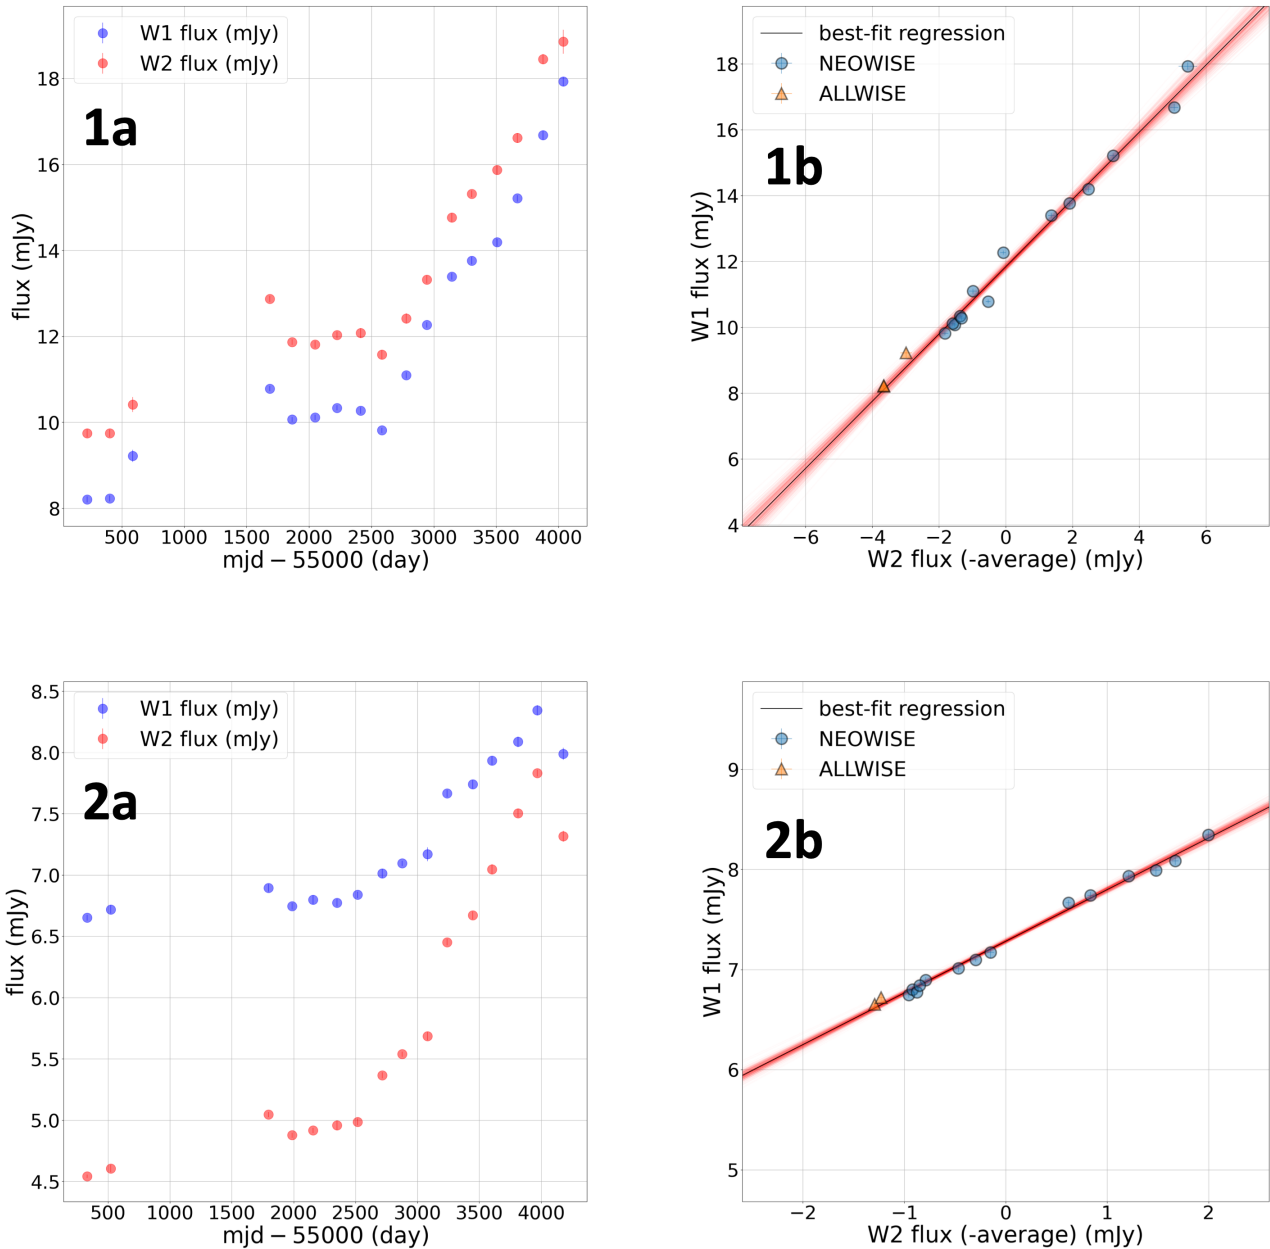 W1 flux (mJy)
W2 flux (mJy)
1a
flux (mJy)
18
16
14
12
10
8
500 1000 1500 2000 2500 3000 3500 4000
mjd − 55000 (day)
best-fit regression
NEOWISE
ALLWISE
1b
W1 flux (mJy)
18
16
14
12
10
8
6
4
−6 −4 −2 0 2 4 6
W2 flux (-average) (mJy)
W1 flux (mJy)
W2 flux (mJy)
2a
flux (mJy)
8.5
8.0
7.5
7.0
6.5
6.0
5.5
5.0
4.5
500 1000 1500 2000 2500 3000 3500 4000
mjd − 55000 (day)
best-fit regression
NEOWISE
ALLWISE
2b
W1 flux (mJy)
9
8
7
6
5
−2 −1 0 1 2
W2 flux (-average) (mJy)